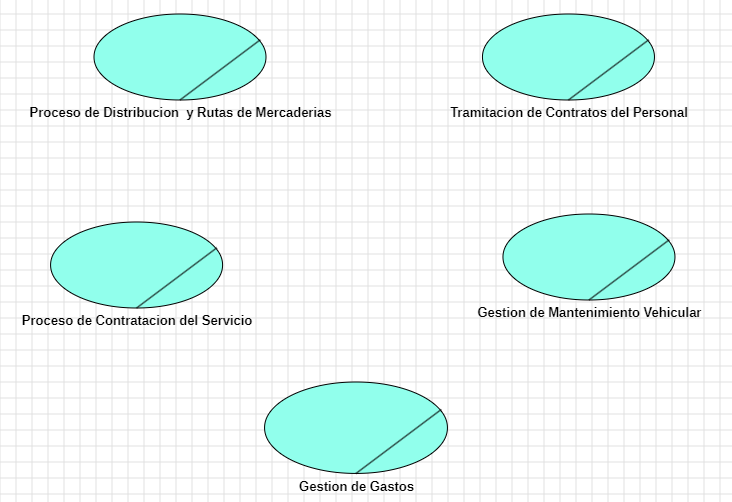 Proceso de Distribucion y Rutas de Mercaderias
Tramitacion de Contratos del Personal
Proceso de Contratacion del Servicio
Gestion de Mantenimiento Vehicular
Gestion de Gastos